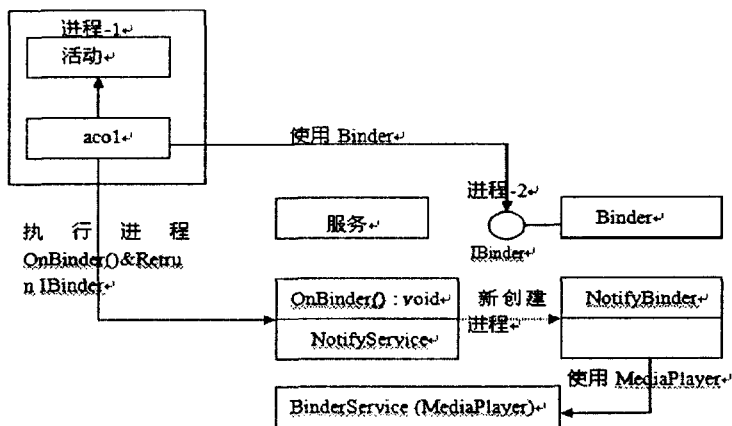 进程-1
活动
aco1
使用 Binder
进程-2
服务
Binder
IBinder
执 行 进 程
OnBinder()&Retru
n IBinder
OnBinder() : void
新创建
进程
NotifyBinder
NotifyService
使用 MediaPlayer
BinderService (MediaPlayer)